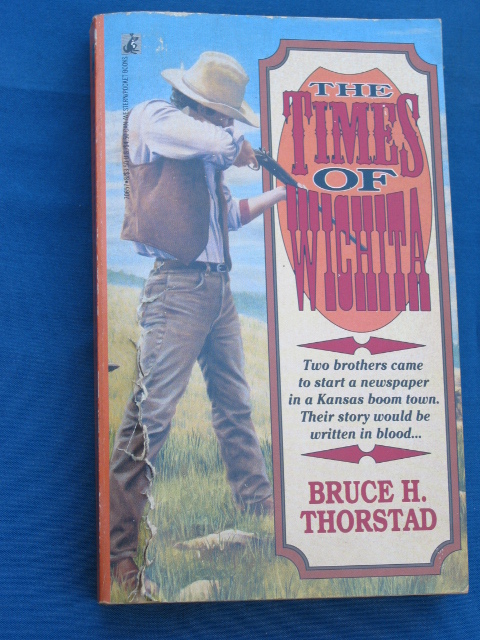 THE
TIMES
OF
WICHITA
Two brothers came
to start a newspaper
in a Kansas boom town.
Their story would be
written in blood...
BRUCE H.
THORSTAD